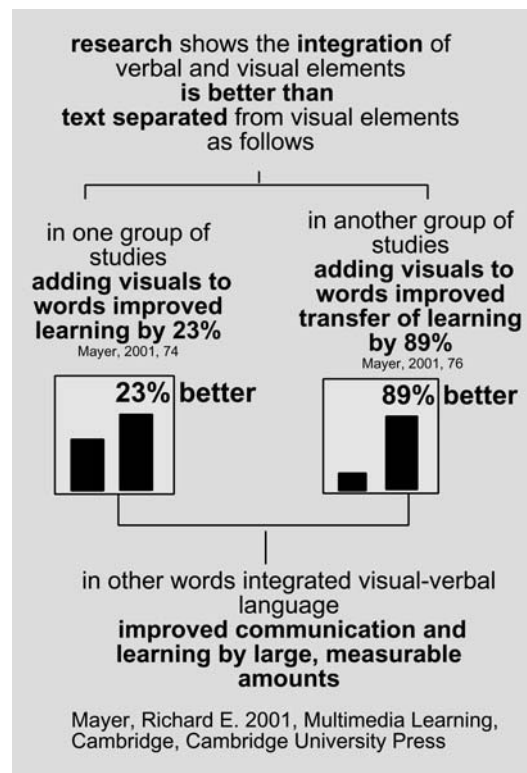 research shows the integration of
verbal and visual elements
is better than
text separated from visual elements
as follows
in one group of
studies
adding visuals to
words improved
learning by 23%
Mayer, 2001, 74
23% better
in another group of
studies
adding visuals to
words improved
transfer of learning
by 89%
Mayer, 2001, 76
89% better
in other words integrated visual-verbal
language
improved communication and
learning by large, measurable
amounts
Mayer, Richard E. 2001, Multimedia Learning,
Cambridge, Cambridge University Press